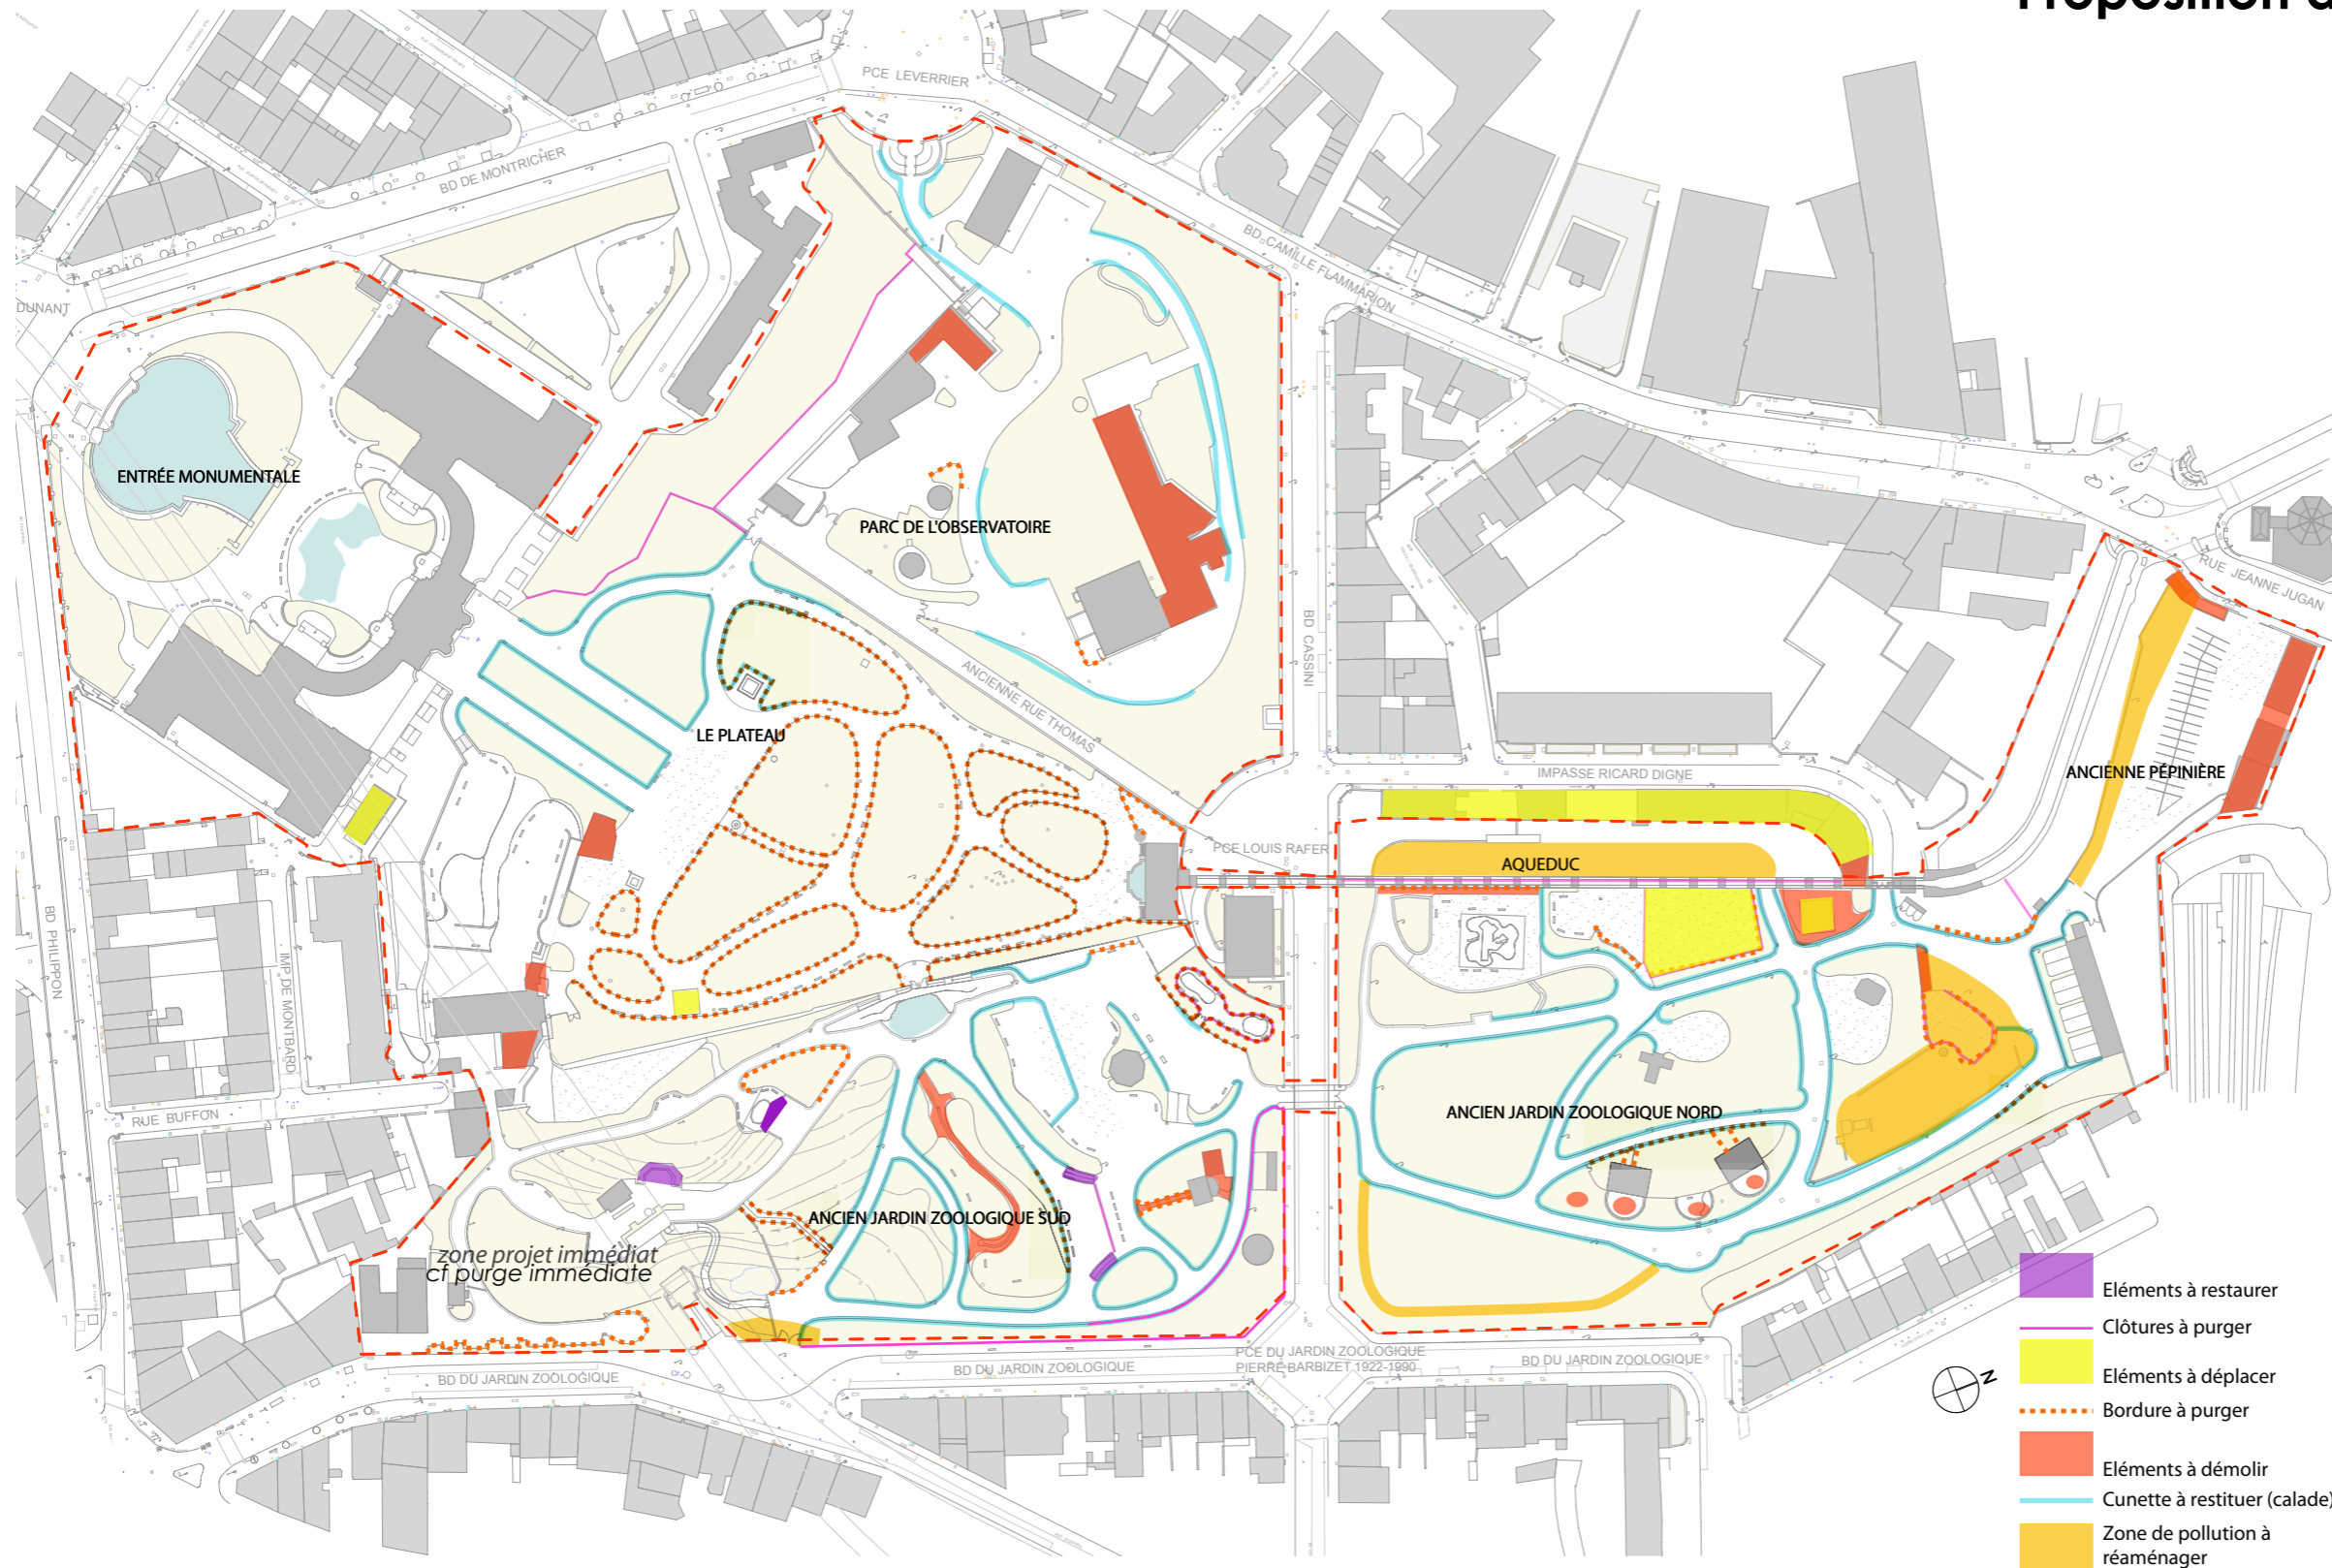 Proposition d
PCE LEVERRIER
BD DE MONTRICHER
BD. CAMILLE FLAMMARION
DUNANT
ENTRÉE MONUMENTALE
PARC DE L'OBSERVATOIRE
RUE JEANNE JUGAN
BD CASSINI
ANCIENNE RUE THOMAS
LE PLATEAU
IMPASSE RICARD DIGNE
ANCIENNE PÉPINIÈRE
PCE LOUIS RAFER
AQUEDUC
BD PHILIPPON
IMP DE MONTBARD
RUE BUFFON
ANCIEN JARDIN ZOOLOGIQUE NORD
ANCIEN JARDIN ZOOLOGIQUE SUD
zone projet immédiat
cf purge immédiate
PCE DU JARDIN ZOOLOGIQUE
PIERRE BARBIZET 1922-1990
BD DU JARDIN ZOOLOGIQUE
BD DU JARDIN ZOOLOGIQUE
BD DU JARDIN ZOOLOGIQUE
Eléments à restaurer
Clôtures à purger
Eléments à déplacer
Bordure à purger
Eléments à démolir
Cunette à restituer (calade)
Zone de pollution à
réaménager
N